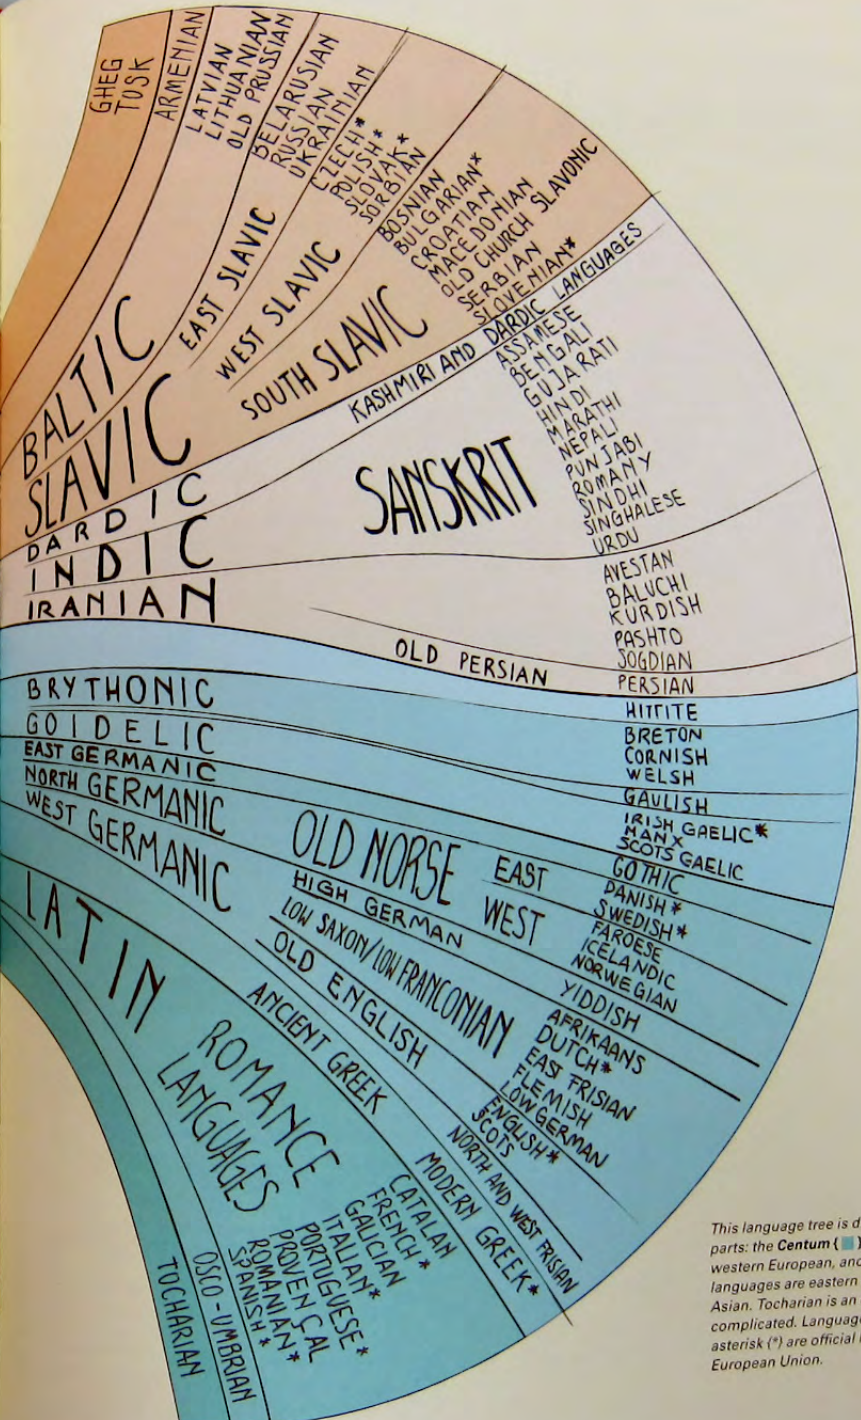 GHEG
TOSK
ARMENIAN
LATVIAN
LITHUANIAN
OLD PRUSSIAN
BELARUSIAN
RUSSIAN
UKRAINIAN
CZECH*
POLISH*
SLOVAK*
SORBIAN
BOSNIAN
BULGARIAN*
CROATIAN
MACEDONIAN
OLD CHURCH SLAVONIC
SERBIAN
SLOVENIAN*
BALTIC
SLAVIC
EAST SLAVIC
WEST SLAVIC
SOUTH SLAVIC
DARDIC
KASHMIRI AND DARDIC LANGUAGES
INDIC
SANSKRIT
ASSAMESE
BENGALI
GUJARATI
HINDI
MARATHI
NEPALI
PUNJABI
ROMANY
SINDHI
SINGHALESE
URDU
IRANIAN
AVESTAN
BALUCHI
KURDISH
PASHTO
SOGDIAN
OLD PERSIAN
PERSIAN
HITTITE
BRYTHONIC
BRETON
CORNISH
WELSH
GAULISH
GOIDELIC
IRISH GAELIC*
MANX
SCOTS GAELIC
EAST GERMANIC
GOTHIC
NORTH GERMANIC
OLD NORSE
EAST
DANISH*
SWEDISH*
WEST
FAROESE
ICELANDIC
NORWEGIAN
WEST GERMANIC
HIGH GERMAN
YIDDISH
LOW SAXON/LOW FRANCONIAN
AFRIKAANS
DUTCH*
EAST FRISIAN
FLEMISH
LOW GERMAN
OLD ENGLISH
ENGLISH*
SCOTS
NORTH AND WEST FRISIAN
ANCIENT GREEK
MODERN GREEK*
LATIN
ROMANCE
LANGUAGES
CATALAN
FRENCH*
GALICIAN
ITALIAN*
PORTUGUESE*
PROVENÇAL
ROMANIAN*
SPANISH*
OSCO-UMBRIAN
TOCHARIAN
This language tree is d
parts: the Centum (■)
western European, and
languages are eastern
Asian. Tocharian is an
complicated. Language
asterisk (*) are official
European Union.